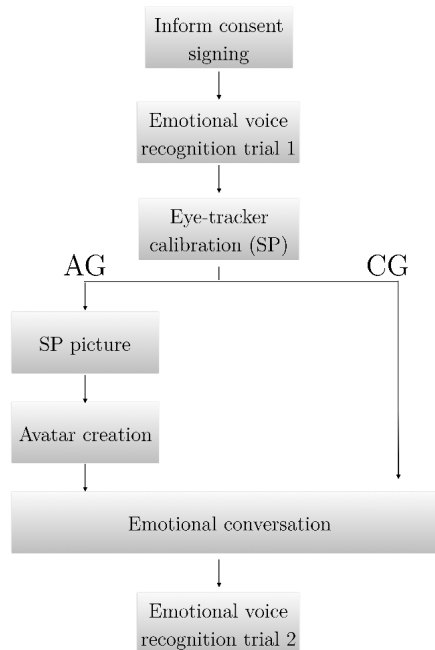 Inform consent
signing
Emotional voice
recognition trial 1
Eye-tracker
calibration (SP)
AG
CG
SP picture
Avatar creation
Emotional conversation
Emotional voice
recognition trial 2